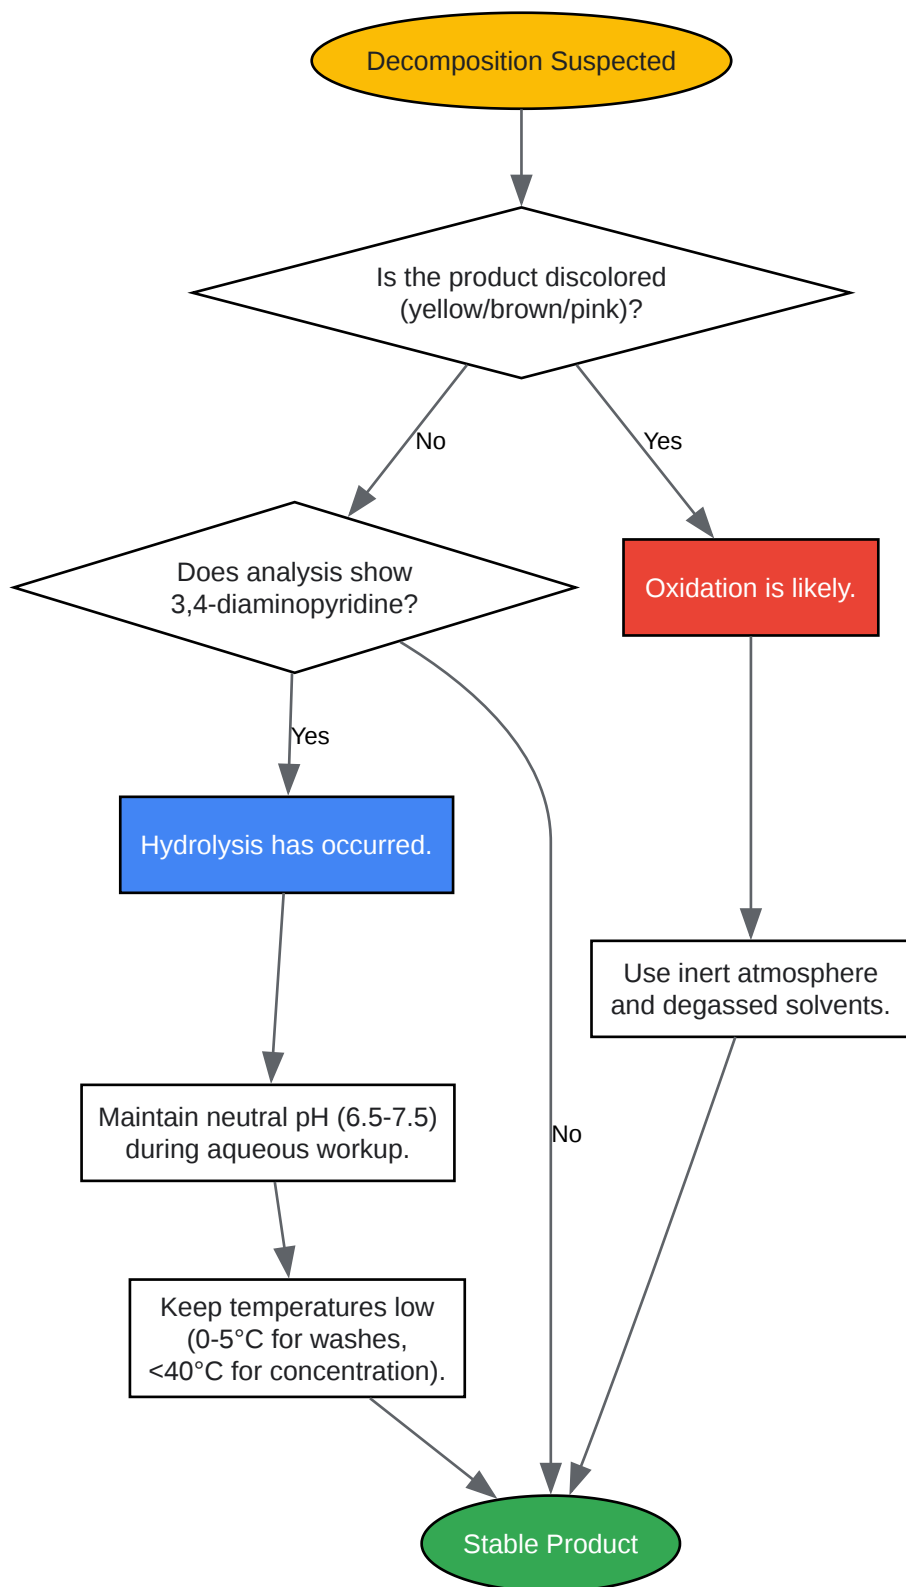 Decomposition Suspected
Is the product discolored
(yellow/brown/pink)?
No
Yes
Does analysis show
3,4-diaminopyridine?
Oxidation is likely.
Yes
Hydrolysis has occurred.
Use inert atmosphere
and degassed solvents.
Maintain neutral pH (6.5-7.5)
during aqueous workup.
No
Keep temperatures low
(0-5°C for washes,
<40°C for concentration).
Stable Product